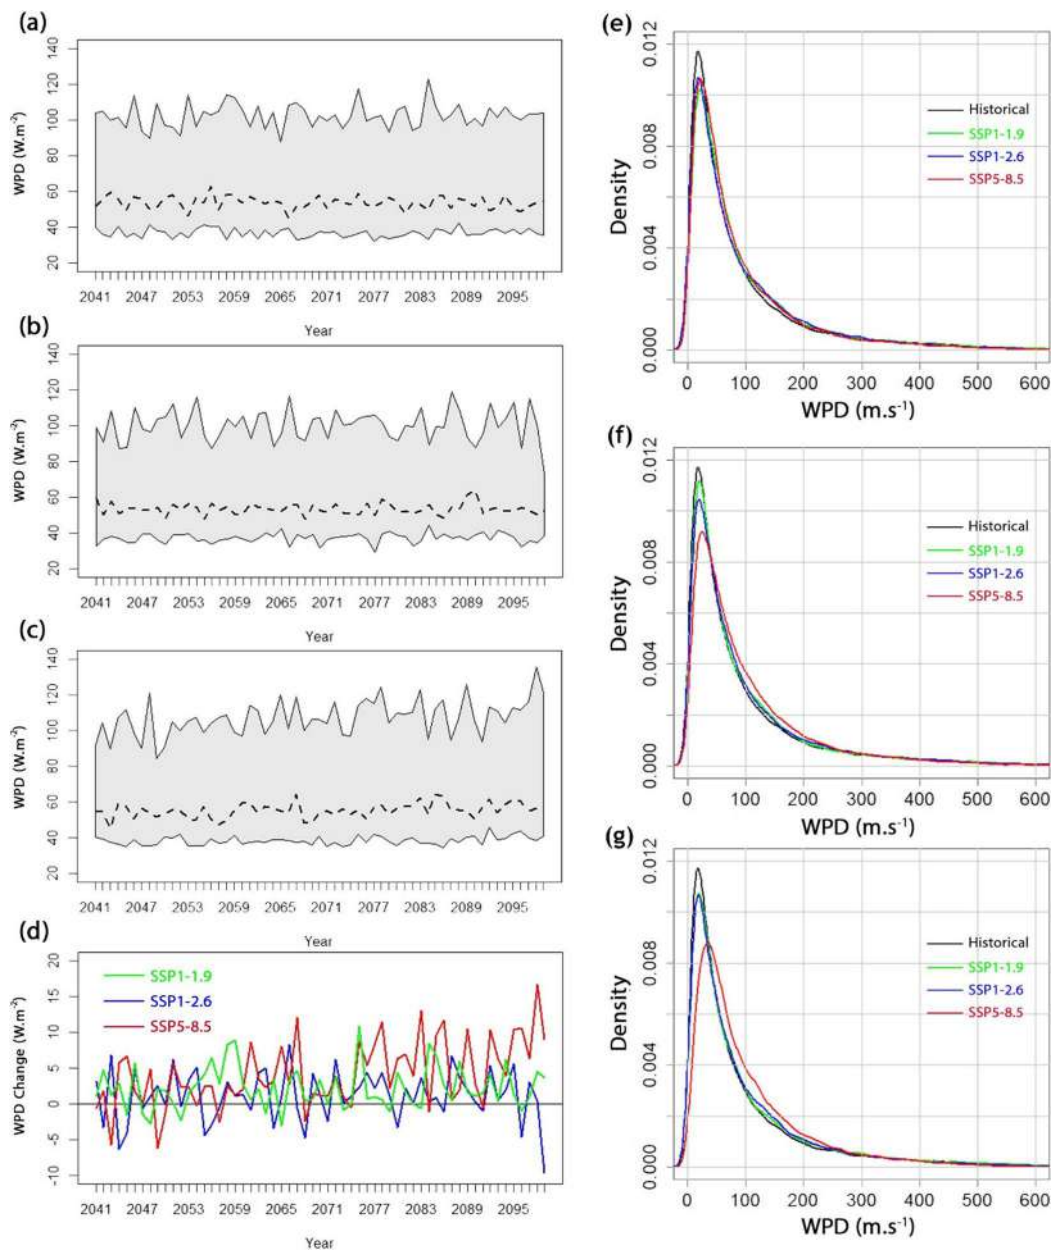 (a)
140
120
100
80
60
40
20
WPD (W.m-2)
2041 2047 2053 2059 2065 2071 2077 2083 2089 2095
Year
(b)
140
120
100
80
60
40
20
WPD (W.m-2)
2041 2047 2053 2059 2065 2071 2077 2083 2089 2095
Year
(c)
140
120
100
80
60
40
20
WPD (W.m-2)
2041 2047 2053 2059 2065 2071 2077 2083 2089 2095
Year
(d)
20
15
10
5
0
-5
-10
WPD Change (W.m-2)
SSP1-1.9
SSP1-2.6
SSP5-8.5
2041 2047 2053 2059 2065 2071 2077 2083 2089 2095
Year
(e)
0.012
0.008
0.004
0.000
Density
Historical
SSP1-1.9
SSP1-2.6
SSP5-8.5
0 100 200 300 400 500 600
WPD (m.s-1)
(f)
0.012
0.008
0.004
0.000
Density
Historical
SSP1-1.9
SSP1-2.6
SSP5-8.5
0 100 200 300 400 500 600
WPD (m.s-1)
(g)
0.012
0.008
0.004
0.000
Density
Historical
SSP1-1.9
SSP1-2.6
SSP5-8.5
0 100 200 300 400 500 600
WPD (m.s-1)